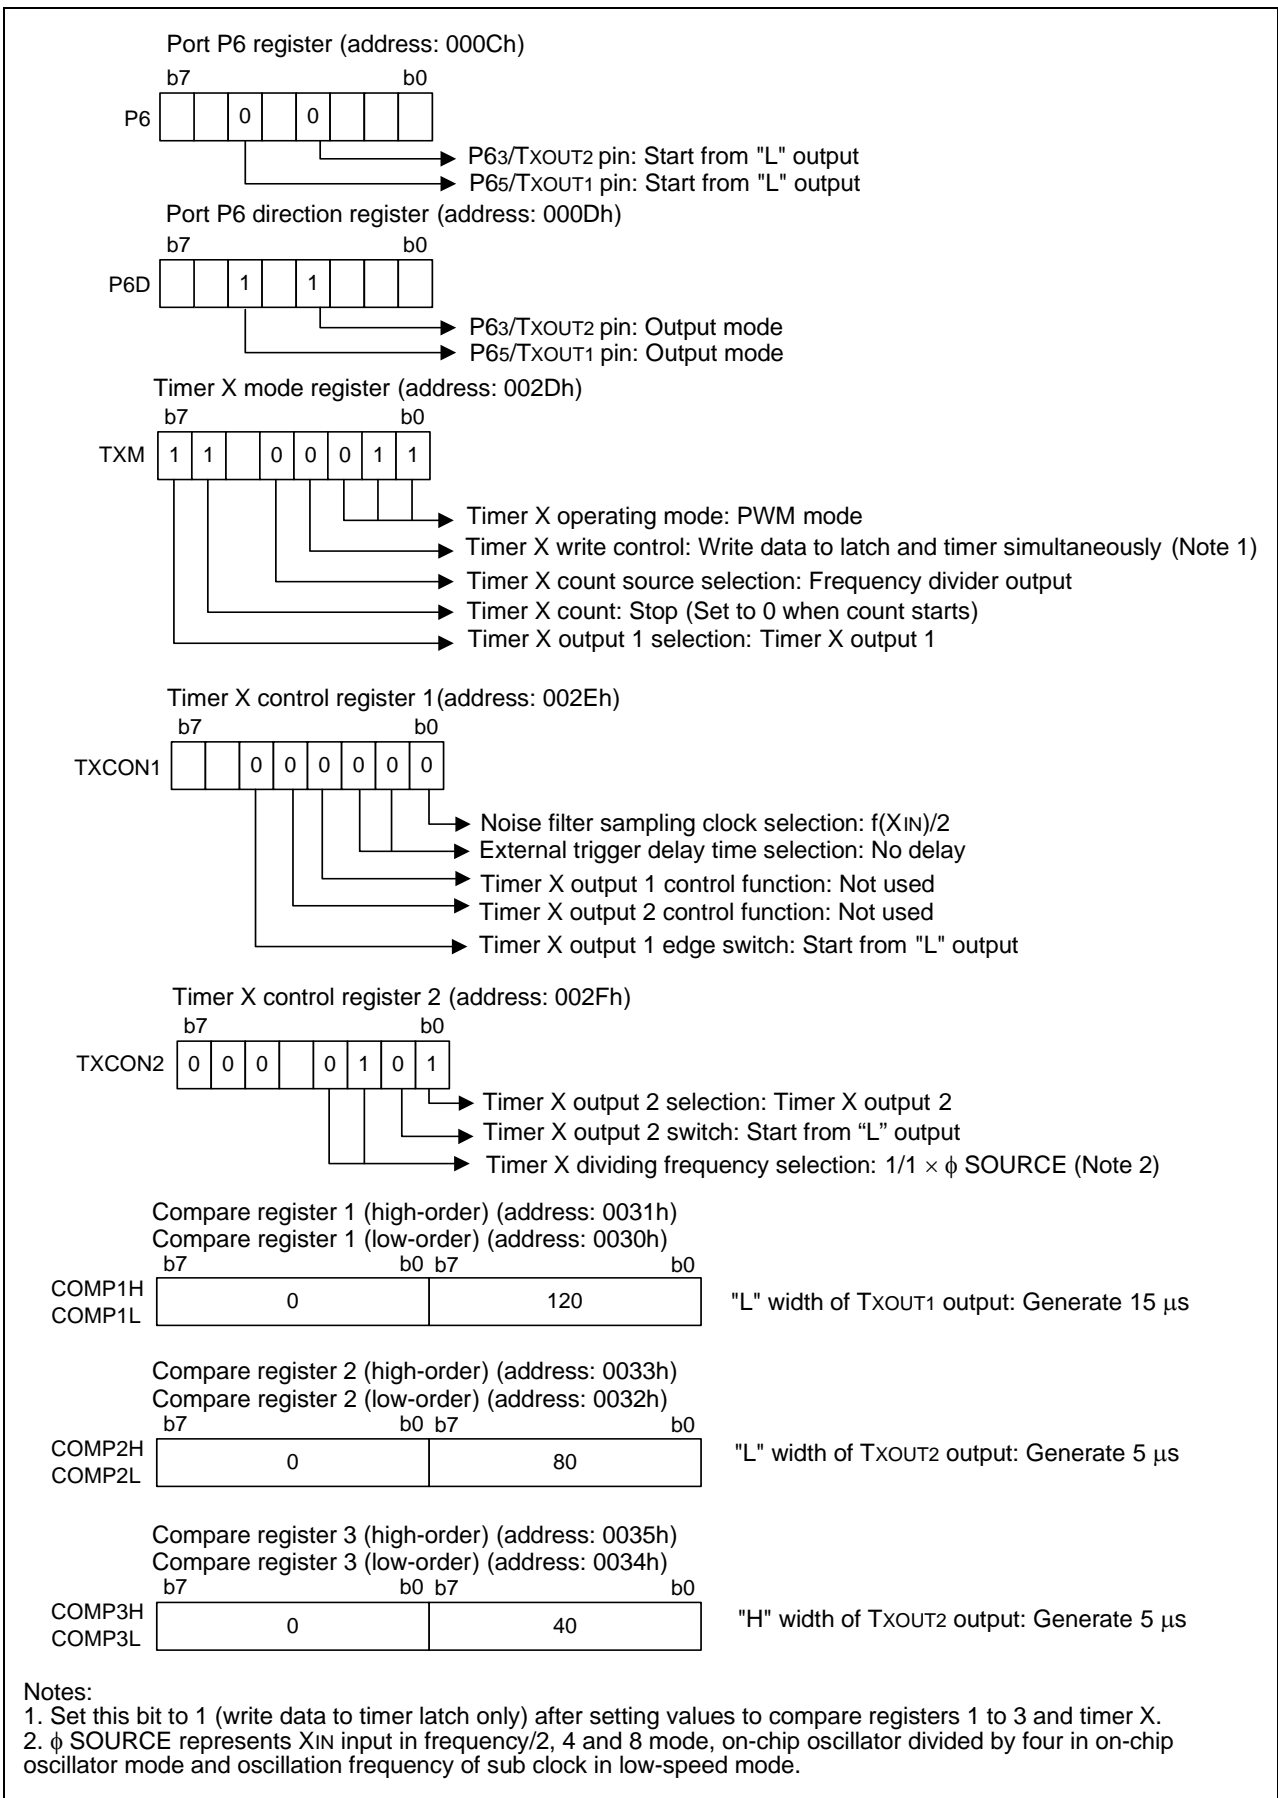 Port P6 register (address: 000Ch)
b7 b0
P6 0 0
P63/TXOUT2 pin: Start from "L" output
P65/TXOUT1 pin: Start from "L" output
Port P6 direction register (address: 000Dh)
b7 b0
P6D 1 1
P63/TXOUT2 pin: Output mode
P65/TXOUT1 pin: Output mode
Timer X mode register (address: 002Dh)
b7 b0
TXM 1 1 0 0 0 1 1
Timer X operating mode: PWM mode
Timer X write control: Write data to latch and timer simultaneously (Note 1)
Timer X count source selection: Frequency divider output
Timer X count: Stop (Set to 0 when count starts)
Timer X output 1 selection: Timer X output 1
Timer X control register 1(address: 002Eh)
b7 b0
TXCON1 0 0 0 0 0 0
Noise filter sampling clock selection: f(XIN)/2
External trigger delay time selection: No delay
Timer X output 1 control function: Not used
Timer X output 2 control function: Not used
Timer X output 1 edge switch: Start from "L" output
Timer X control register 2 (address: 002Fh)
b7 b0
TXCON2 0 0 0 0 1 0 1
Timer X output 2 selection: Timer X output 2
Timer X output 2 switch: Start from “L” output
Timer X dividing frequency selection: 1/1 × ϕ SOURCE (Note 2)
Compare register 1 (high-order) (address: 0031h)
Compare register 1 (low-order) (address: 0030h)
b7 b0 b7 b0
COMP1H
COMP1L
0 120 "L" width of TXOUT1 output: Generate 15 μs
Compare register 2 (high-order) (address: 0033h)
Compare register 2 (low-order) (address: 0032h)
b7 b0 b7 b0
COMP2H
COMP2L
0 80 "L" width of TXOUT2 output: Generate 5 μs
Compare register 3 (high-order) (address: 0035h)
Compare register 3 (low-order) (address: 0034h)
b7 b0 b7 b0
COMP3H
COMP3L
0 40 "H" width of TXOUT2 output: Generate 5 μs
Notes:
1. Set this bit to 1 (write data to timer latch only) after setting values to compare registers 1 to 3 and timer X.
2. ϕ SOURCE represents XIN input in frequency/2, 4 and 8 mode, on-chip oscillator divided by four in on-chip
oscillator mode and oscillation frequency of sub clock in low-speed mode.